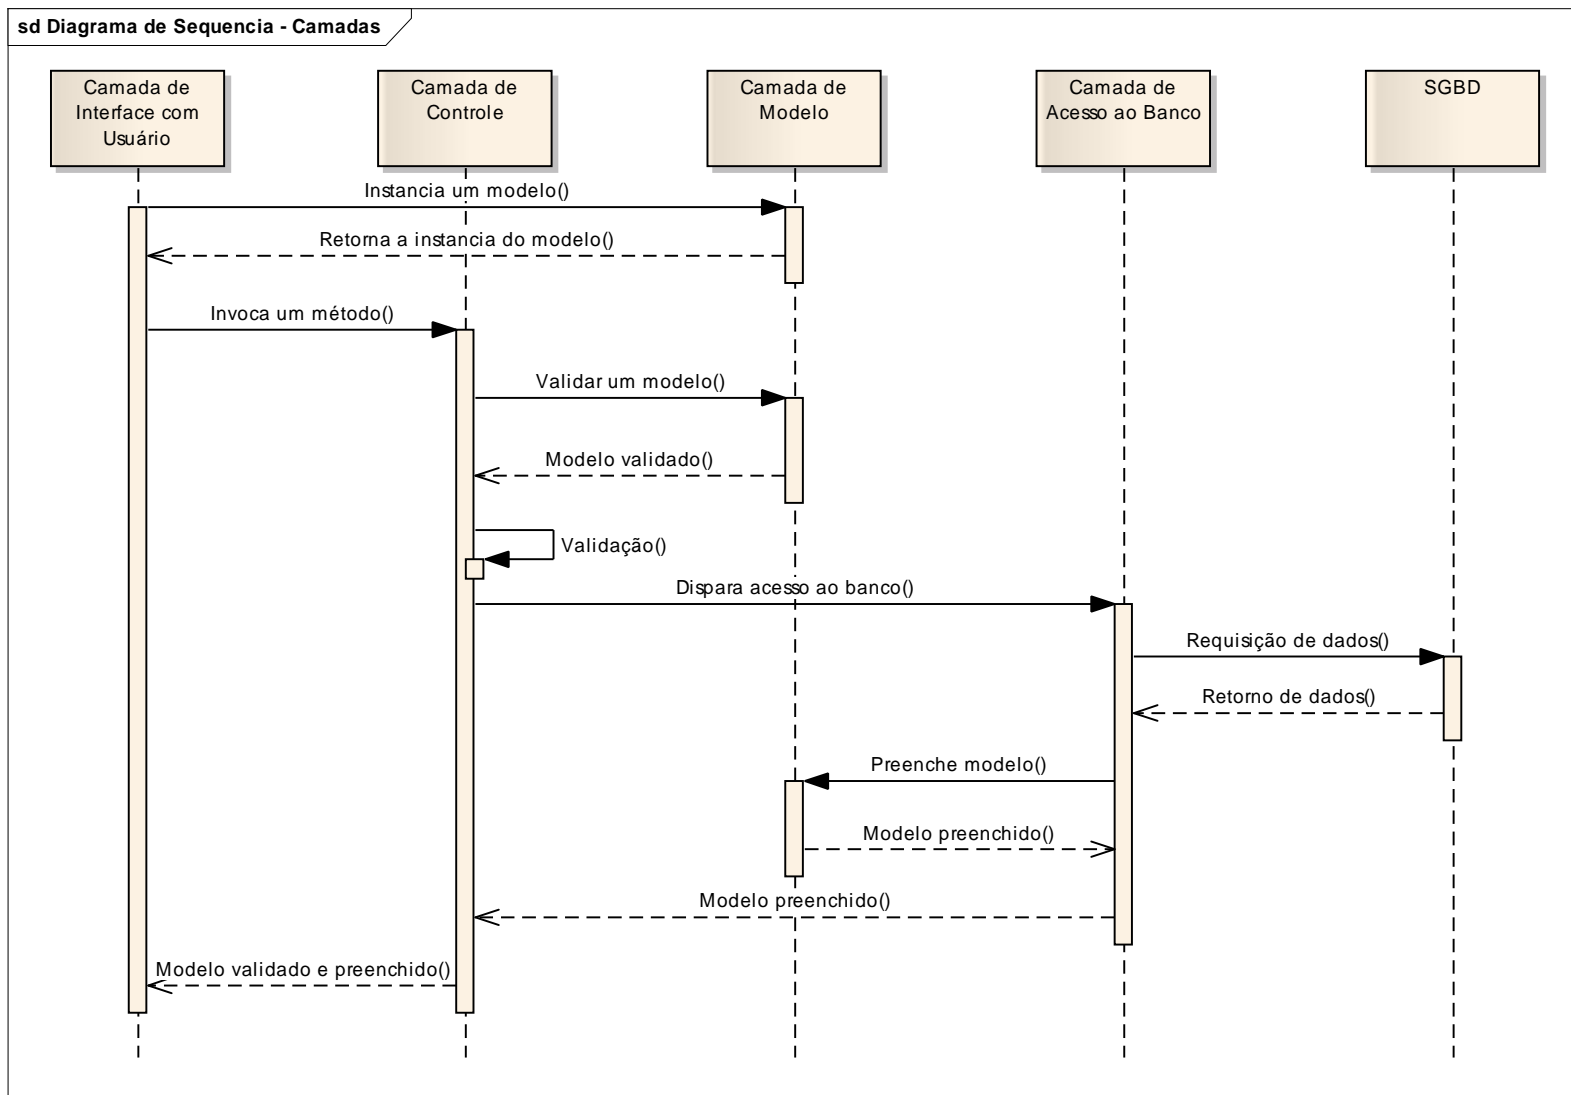 sd Diagrama de Sequencia - Camadas
Camada de
Interface com
Usuário
Camada de
Controle
Camada de
Modelo
Camada de
Acesso ao Banco
SGBD
Instancia um modelo()
Retorna a instancia do modelo()
Invoca um método()
Validar um modelo()
Modelo validado()
Validação()
Dispara acesso ao banco()
Requisição de dados()
Retorno de dados()
Preenche modelo()
Modelo preenchido()
Modelo preenchido()
Modelo validado e preenchido()